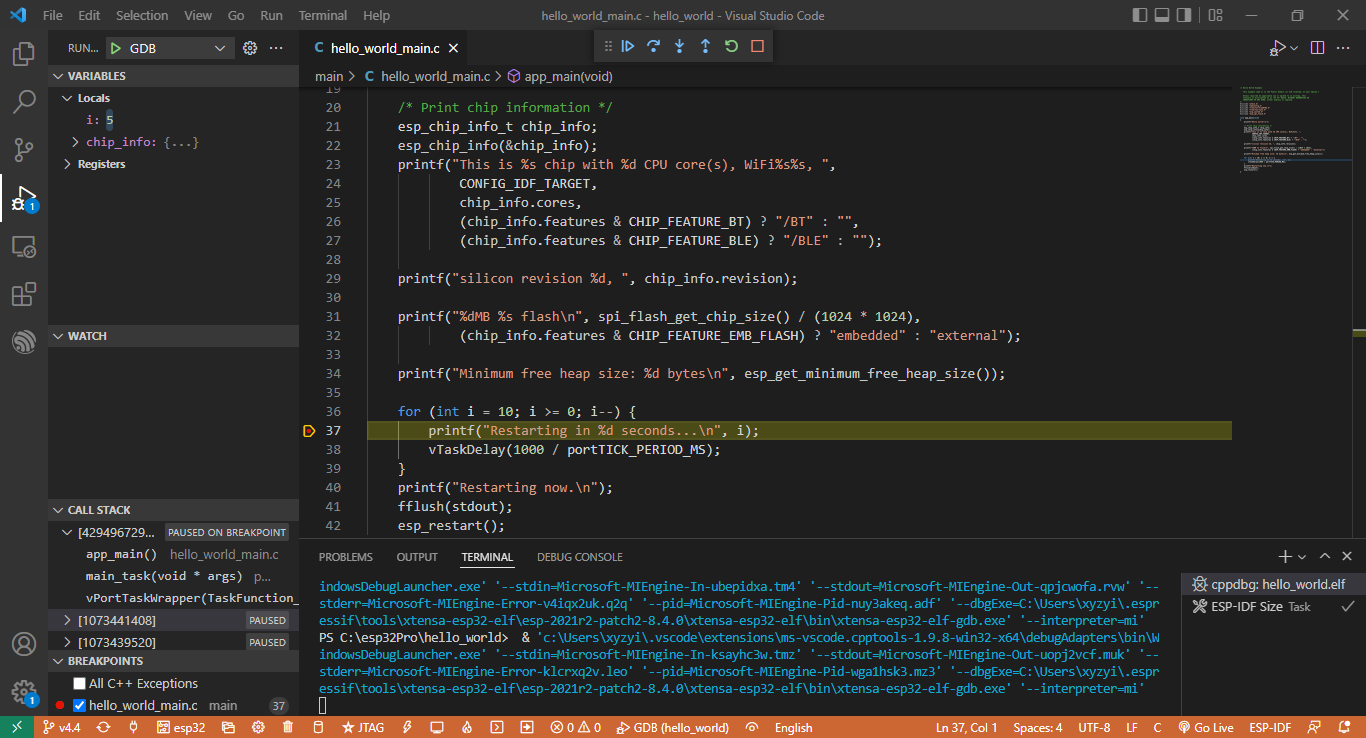 File Edit Selection View Go Run Terminal Help hello_world_main.c - hello_world - Visual Studio Code
RUN... GDB
hello_world_main.c
main > C hello_world_main.c > app_main(void)
VARIABLES
Locals
i: 5
chip_info: {...}
Registers
WATCH
CALL STACK
[429496729... PAUSED ON BREAKPOINT
app_main() hello_world_main.c
main_task(void * args) p...
vPortTaskWrapper(TaskFunction_
[1073441408] PAUSED
[1073439520] PAUSED
BREAKPOINTS
All C++ Exceptions
hello_world_main.c main 37
1
1
19
20 /* Print chip information */
21 esp_chip_info_t chip_info;
22 esp_chip_info(&chip_info);
23 printf("This is %s chip with %d CPU core(s), WiFi%s%s, ",
24 CONFIG_IDF_TARGET,
25 chip_info.cores,
26 (chip_info.features & CHIP_FEATURE_BT) ? "/BT" : "",
27 (chip_info.features & CHIP_FEATURE_BLE) ? "/BLE" : "");
28
29 printf("silicon revision %d, ", chip_info.revision);
30
31 printf("%dMB %s flash\n", spi_flash_get_chip_size() / (1024 * 1024),
32 (chip_info.features & CHIP_FEATURE_EMB_FLASH) ? "embedded" : "external");
33
34 printf("Minimum free heap size: %d bytes\n", esp_get_minimum_free_heap_size());
35
36 for (int i = 10; i >= 0; i--) {
37 printf("Restarting in %d seconds...\n", i);
38 vTaskDelay(1000 / portTICK_PERIOD_MS);
39 }
40 printf("Restarting now.\n");
41 fflush(stdout);
42 esp_restart();
PROBLEMS OUTPUT TERMINAL DEBUG CONSOLE
indowsDebugLauncher.exe' '--stdin=Microsoft-MIEngine-In-ubepidxa.tm4' '--stdout=Microsoft-MIEngine-Out-qpjcwofa.rvw' '--
stderr=Microsoft-MIEngine-Error-v4iqx2uk.q2q' '--pid=Microsoft-MIEngine-Pid-nuy3akeq.adf' '--dbgExe=C:\Users\xyzyi\.espr
essif\tools\xtensa-esp32-elf\esp-2021r2-patch2-8.4.0\xtensa-esp32-elf\bin\xtensa-esp32-elf-gdb.exe' '--interpreter=mi'
PS C:\esp32Pro\hello_world> & 'c:\Users\xyzyi\.vscode\extensions\ms-vscode.cpptools-1.9.8-win32-x64\debugAdapters\bin\W
indowsDebugLauncher.exe' '--stdin=Microsoft-MIEngine-In-ksayhc3w.tmz' '--stdout=Microsoft-MIEngine-Out-uopj2vcf.muk' '--
stderr=Microsoft-MIEngine-Error-klcrxq2v.leo' '--pid=Microsoft-MIEngine-Pid-wga1hsk3.mz3' '--dbgExe=C:\Users\xyzyi\.espr
essif\tools\xtensa-esp32-elf\esp-2021r2-patch2-8.4.0\xtensa-esp32-elf\bin\xtensa-esp32-elf-gdb.exe' '--interpreter=mi'
cppdbg: hello_world.elf
ESP-IDF Size Task
v4.4 esp32 JTAG 0 0 GDB (hello_world) English Ln 37, Col 1 Spaces: 4 UTF-8 LF C Go Live ESP-IDF